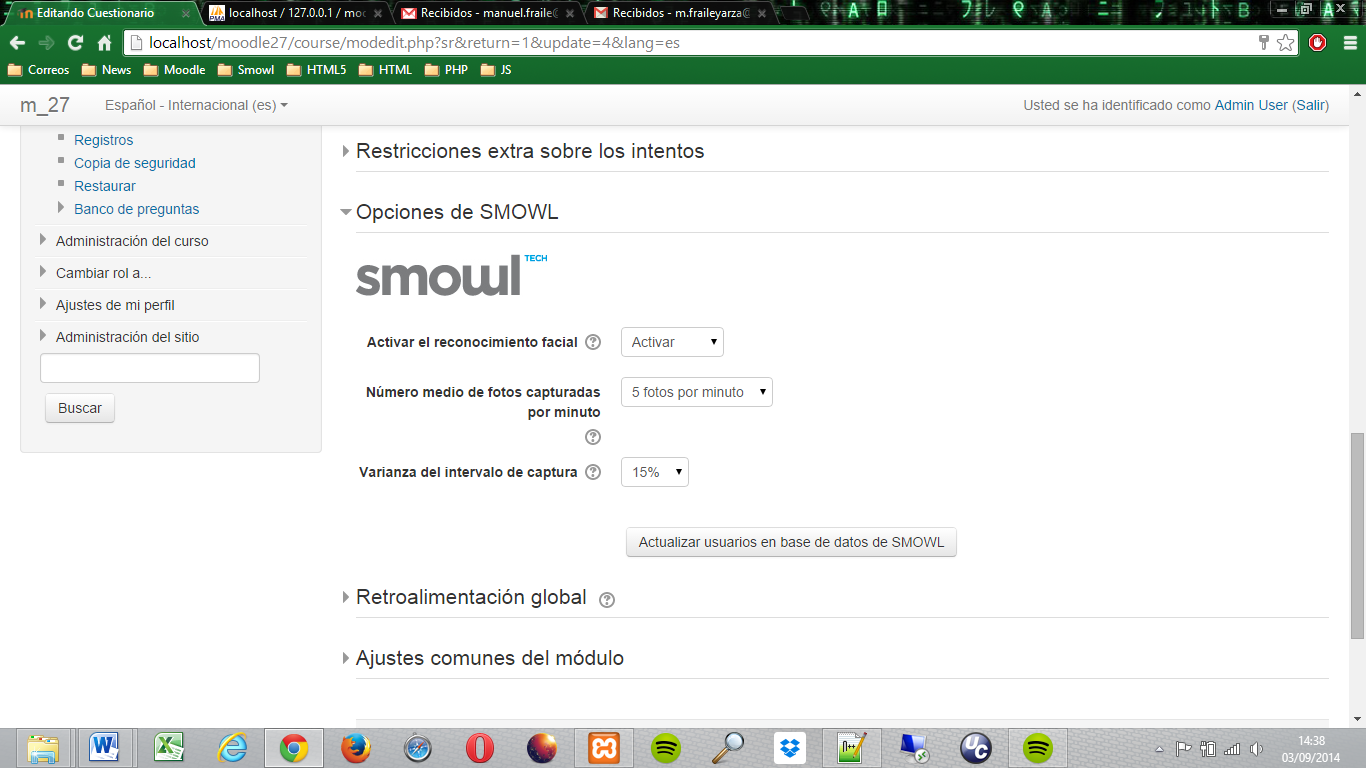 Editando Cuestionario
localhost / 127.0.0.1 / moo
Recibidos - manuel.fraile@
Recibidos - m.fraileyarza@
localhost/moodle27/course/modedit.php?sr&return=1&update=4&lang=es
Correos News Moodle Smowl HTML5 HTML PHP JS
m_27 Español - Internacional (es) Usted se ha identificado como Admin User (Salir)
Registros
Copia de seguridad
Restaurar
Banco de preguntas
Administración del curso
Cambiar rol a...
Ajustes de mi perfil
Administración del sitio
Buscar
Restricciones extra sobre los intentos
Opciones de SMOWL
smowl TECH
Activar el reconocimiento facial Activar
Número medio de fotos capturadas
por minuto
5 fotos por minuto
Varianza del intervalo de captura 15%
Actualizar usuarios en base de datos de SMOWL
Retroalimentación global
Ajustes comunes del módulo
14:38
03/09/2014